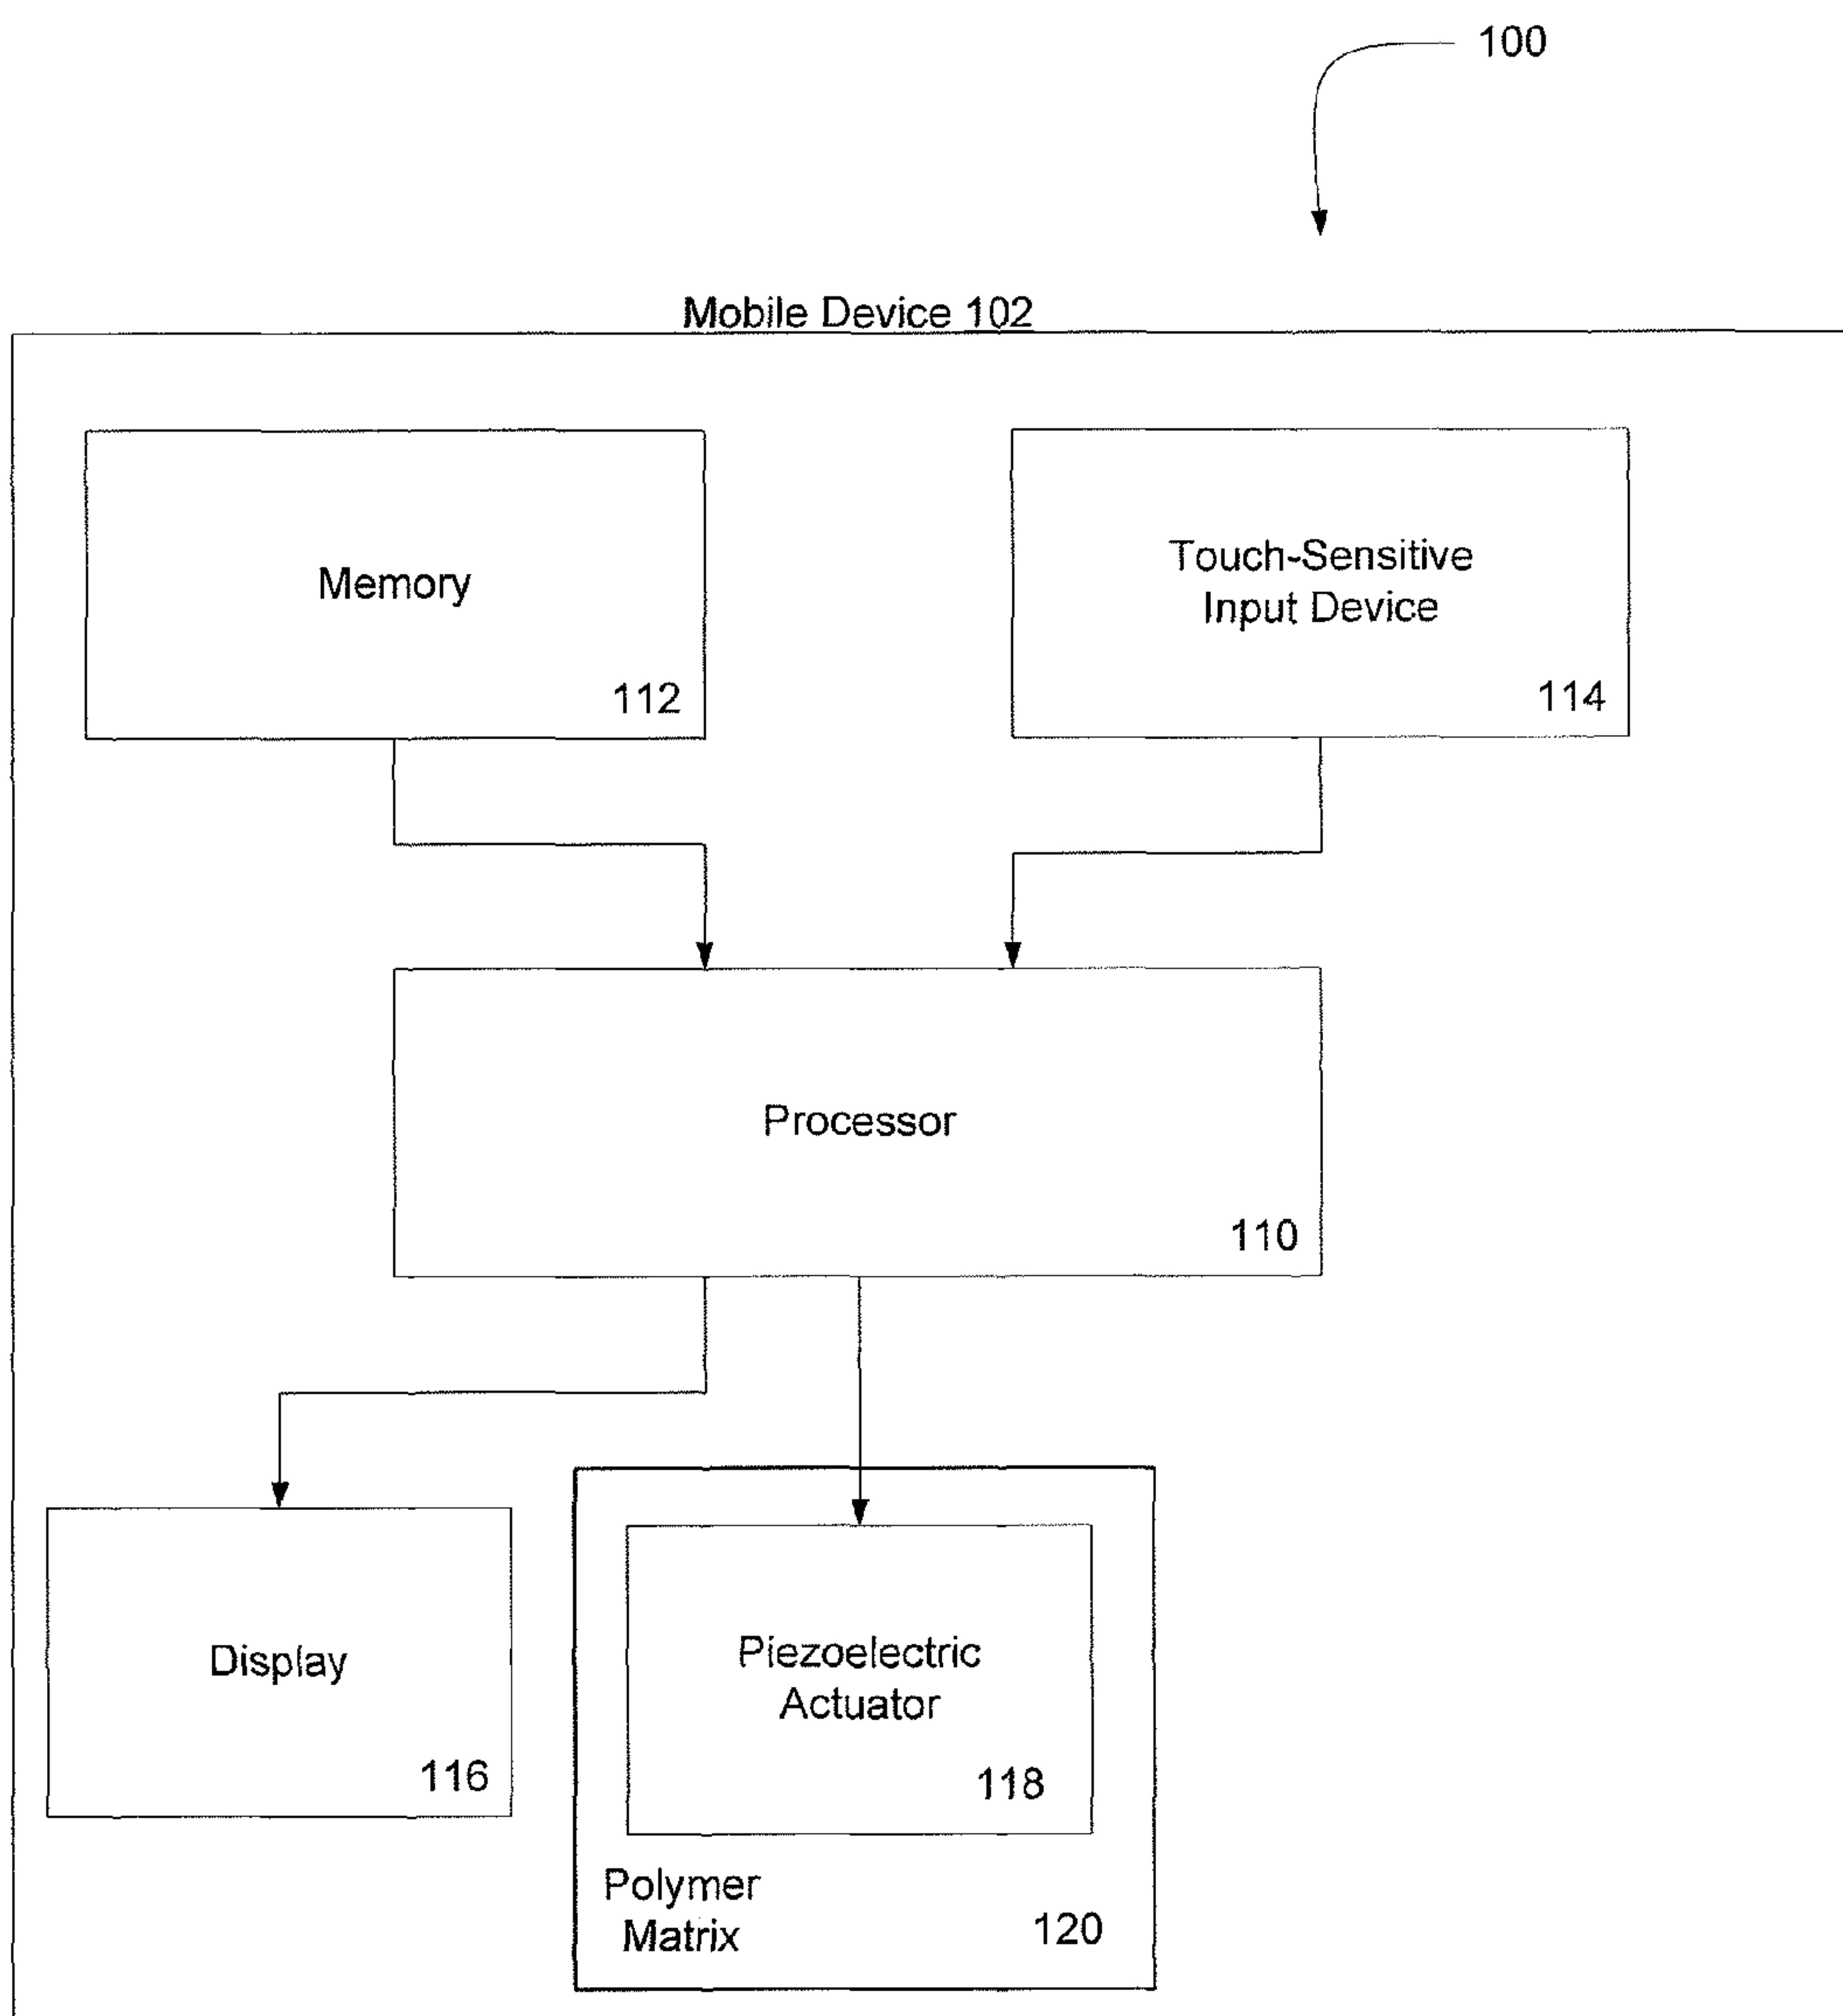 100
Mobile Device 102
Memory
112
Touch-Sensitive
Input Device
114
Processor
110
Display
116
Piezoelectric
Actuator
118
Polymer
Matrix
120